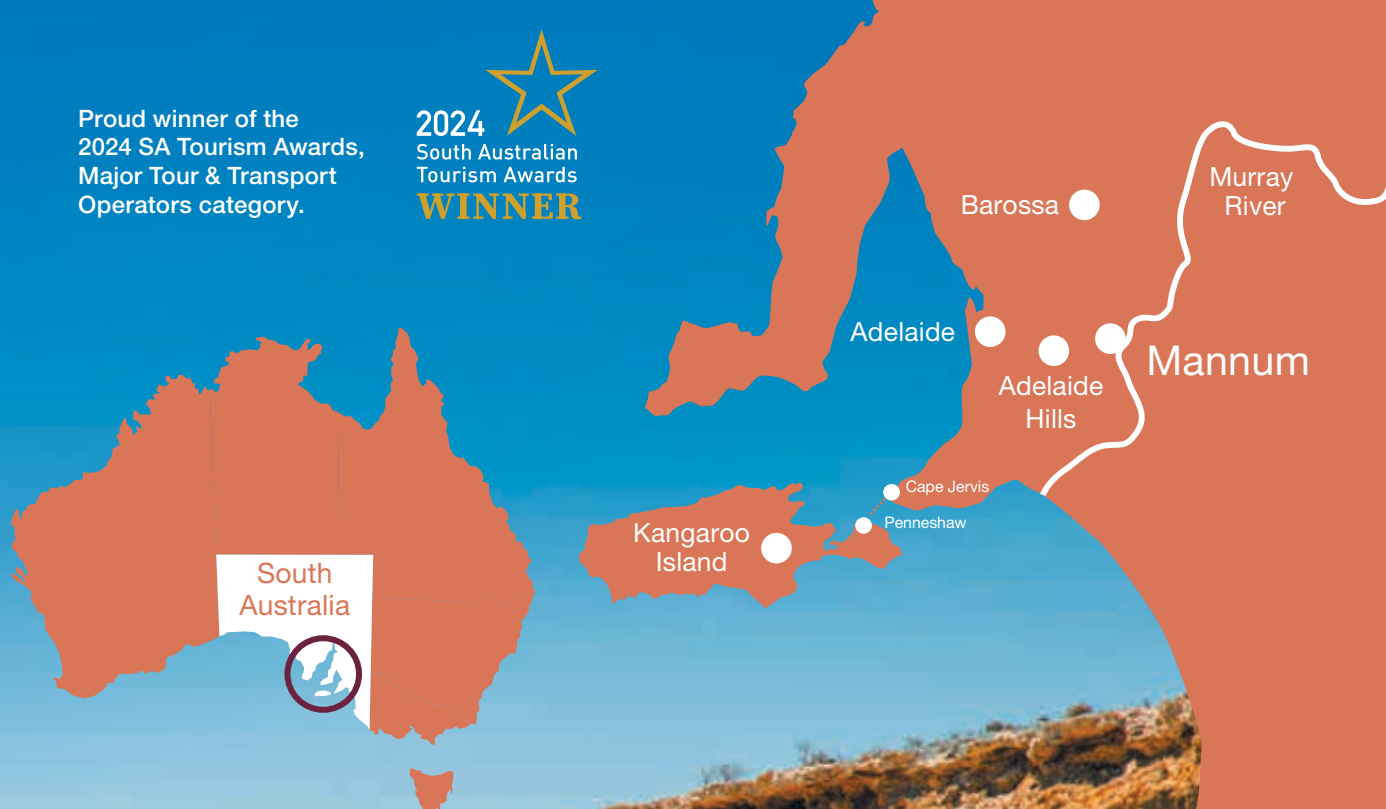 Proud winner of the
2024 SA Tourism Awards,
Major Tour & Transport
Operators category.
2024
South Australian
Tourism Awards
WINNER
Murray
River
Barossa
Adelaide
Mannum
Adelaide
Hills
Cape Jervis
Penneshaw
Kangaroo
Island
South
Australia